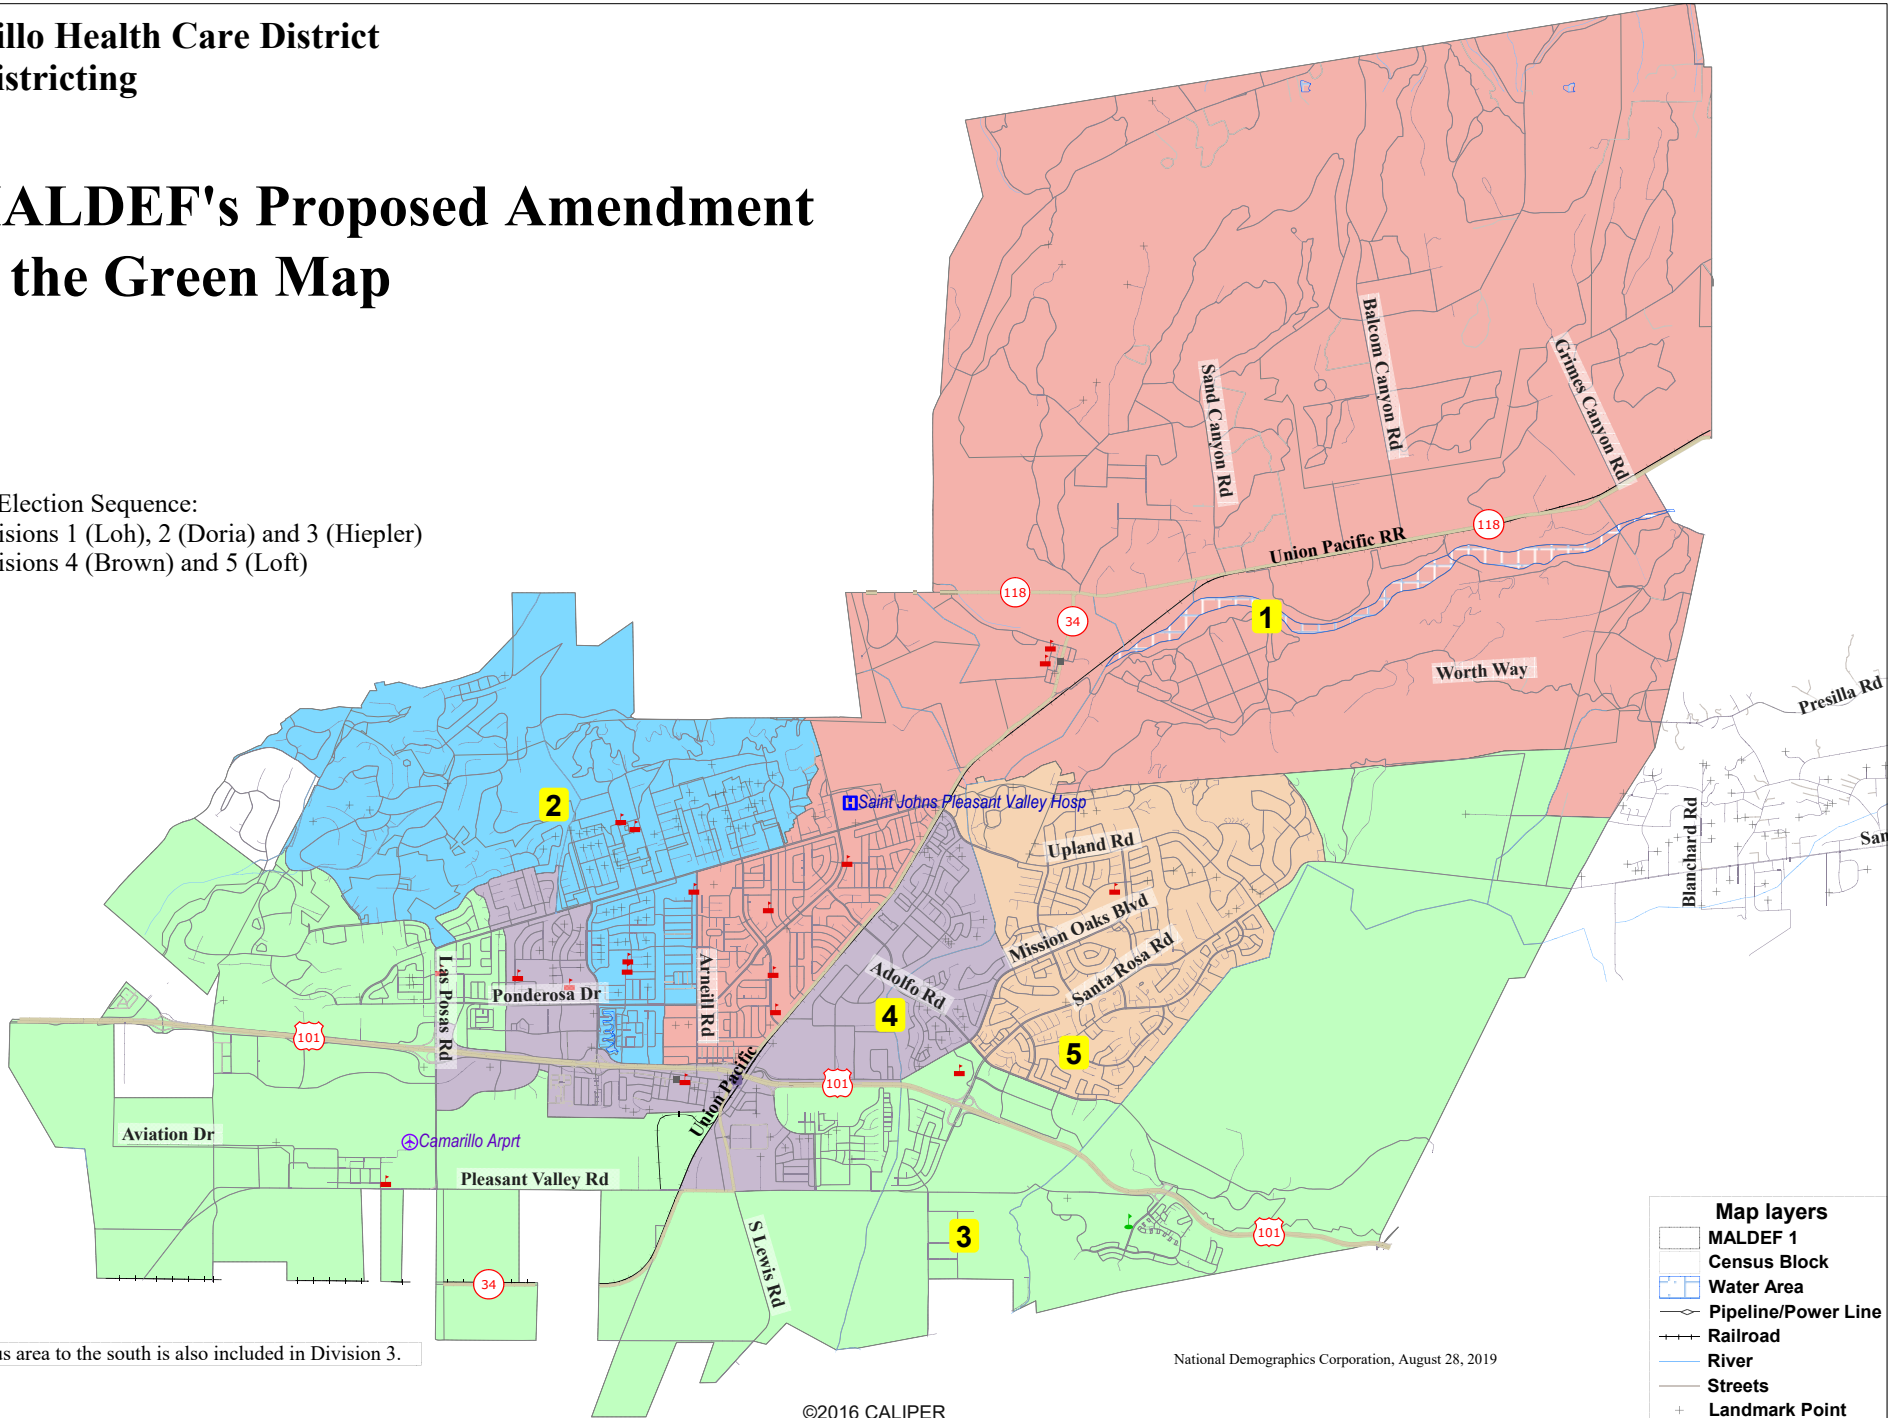 illo Health Care District
istricting
IALDEF's Proposed Amendment
the Green Map
Election Sequence:
isions 1 (Loh), 2 (Doria) and 3 (Hiepler)
isions 4 (Brown) and 5 (Loft)
Sand Canyon Rd
Balcom Canyon Rd
Grimes Canyon Rd
Union Pacific RR
118
118
34
1
Worth Way
Presilla Rd
Blanchard Rd
San
2
Saint Johns Pleasant Valley Hosp
H
Upland Rd
Mission Oaks Blvd
Santa Rosa Rd
Adolfo Rd
Arneill Rd
Las Posas Rd
Ponderosa Dr
4
5
101
101
101
Union Pacific
Aviation Dr
Camarillo Arprt
Pleasant Valley Rd
S Lewis Rd
3
34
us area to the south is also included in Division 3.
National Demographics Corporation, August 28, 2019
©2016 CALIPER
Map layers
MALDEF 1
Census Block
Water Area
Pipeline/Power Line
Railroad
River
Streets
Landmark Point